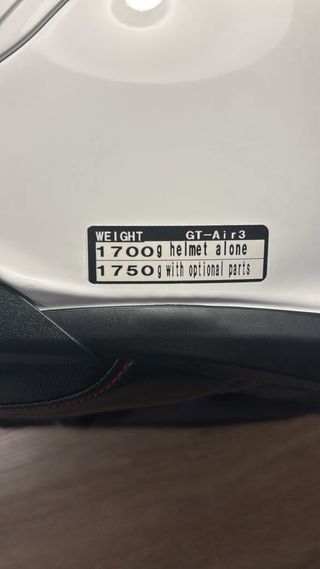 WEIGHT GT-Air3
1700g helmet alone
1750g with optional parts